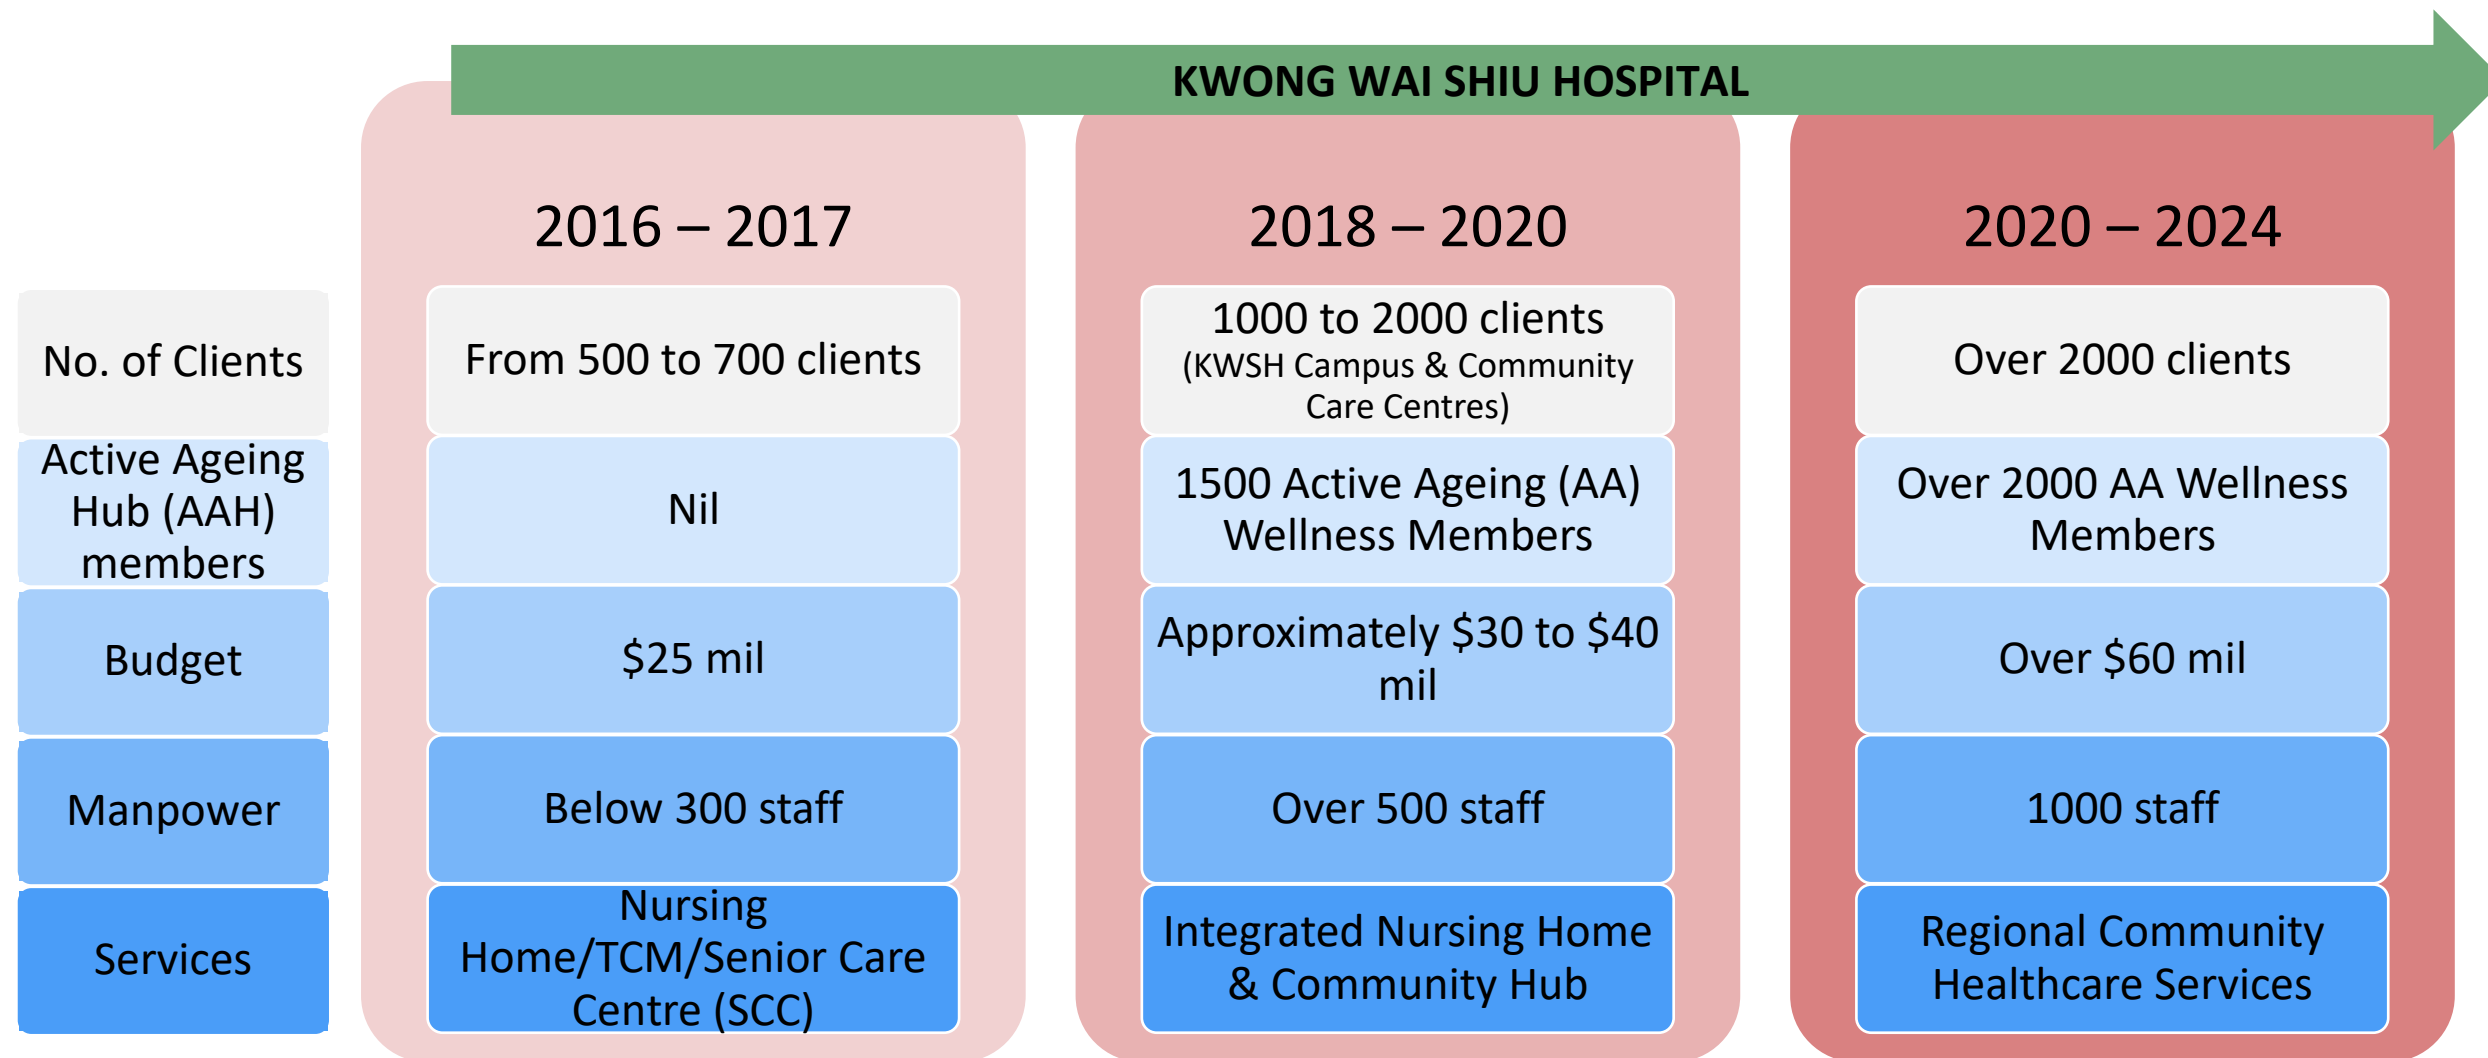 KWONG WAI SHIU HOSPITAL
2016 – 2017
2018 – 2020
2020 – 2024
No. of Clients
From 500 to 700 clients
1000 to 2000 clients
(KWSH Campus & Community
Care Centres)
Over 2000 clients
Active Ageing
Hub (AAH)
members
Nil
1500 Active Ageing (AA)
Wellness Members
Over 2000 AA Wellness
Members
Budget
$25 mil
Approximately $30 to $40
mil
Over $60 mil
Manpower
Below 300 staff
Over 500 staff
1000 staff
Services
Nursing
Home/TCM/Senior Care
Centre (SCC)
Integrated Nursing Home
& Community Hub
Regional Community
Healthcare Services